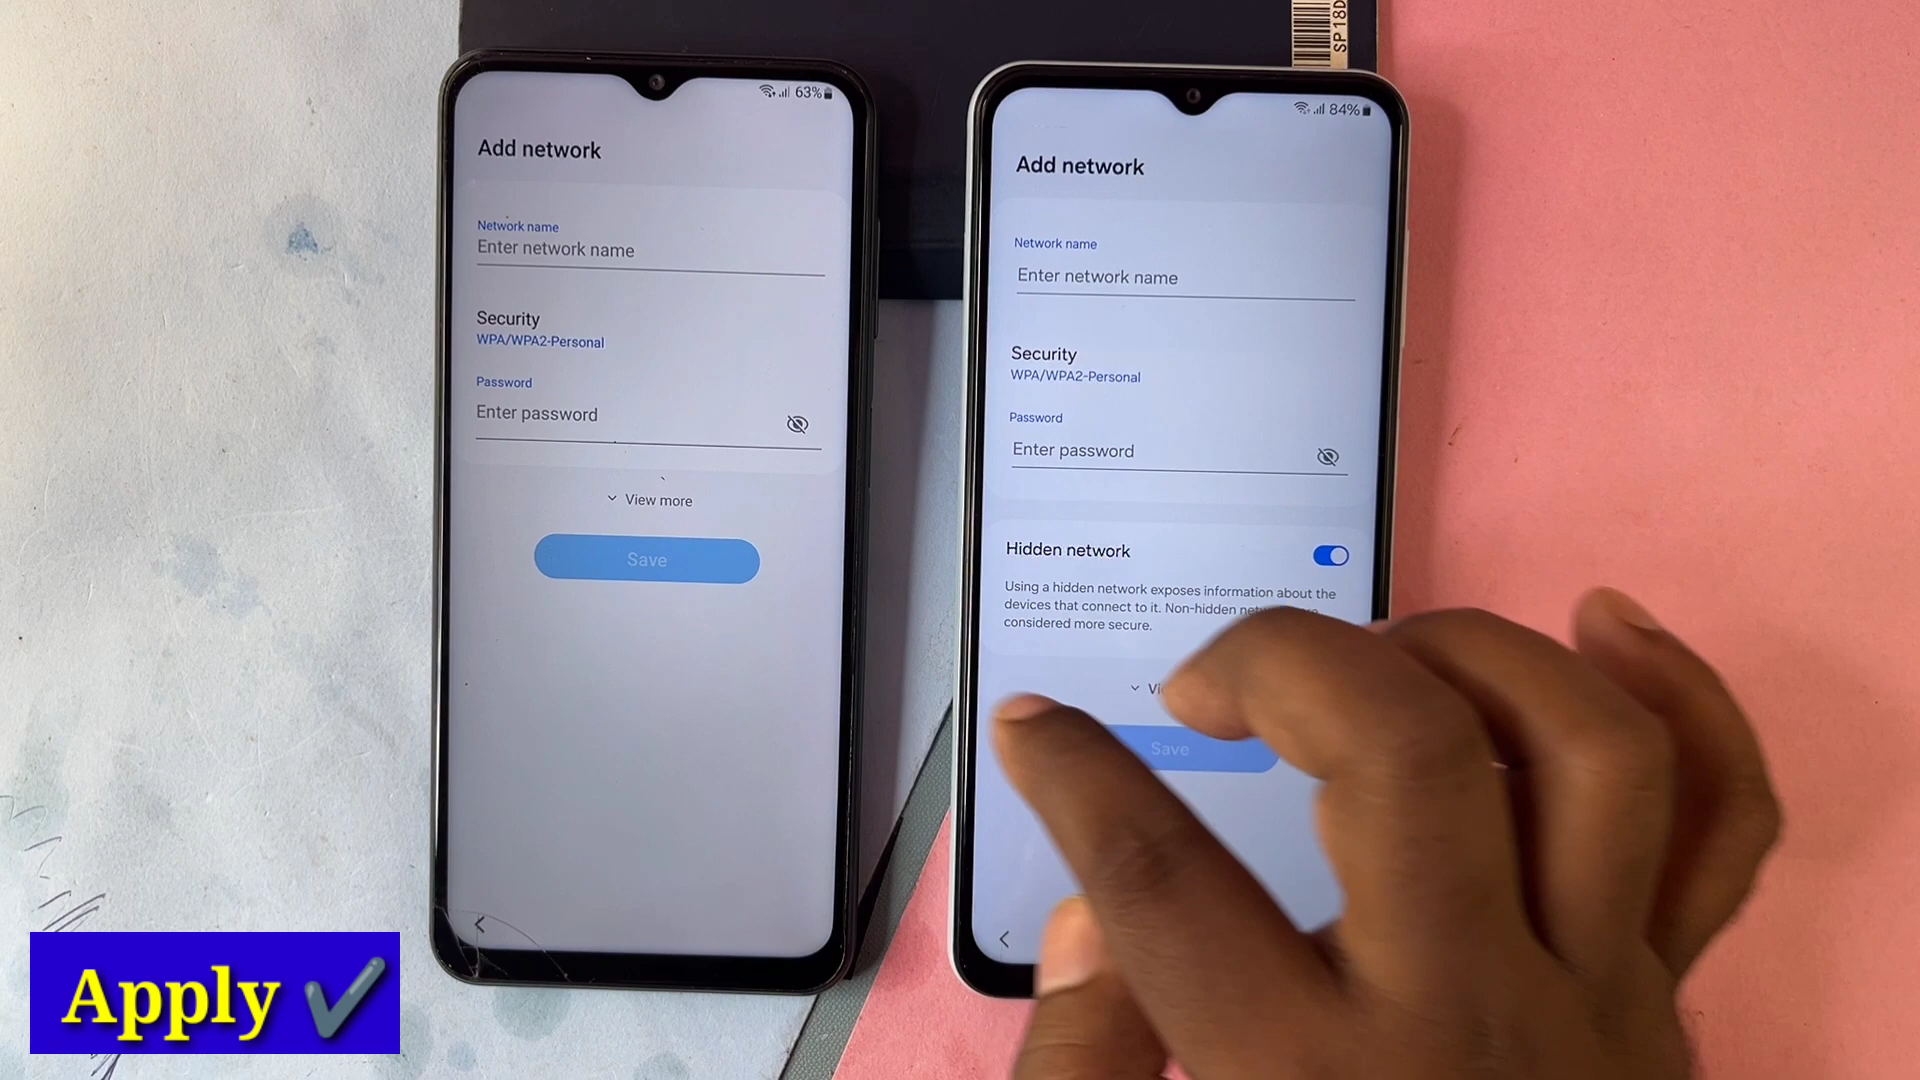 SP 18D
63%
Add network
Network name
Enter network name
Security
WPA/WPA2-Personal
Password
Enter password
View more
Save
84%
Add network
Network name
Enter network name
Security
WPA/WPA2-Personal
Password
Enter password
Hidden network
Using a hidden network exposes information about the
devices that connect to it. Non-hidden
considered more secure.
Save
Apply